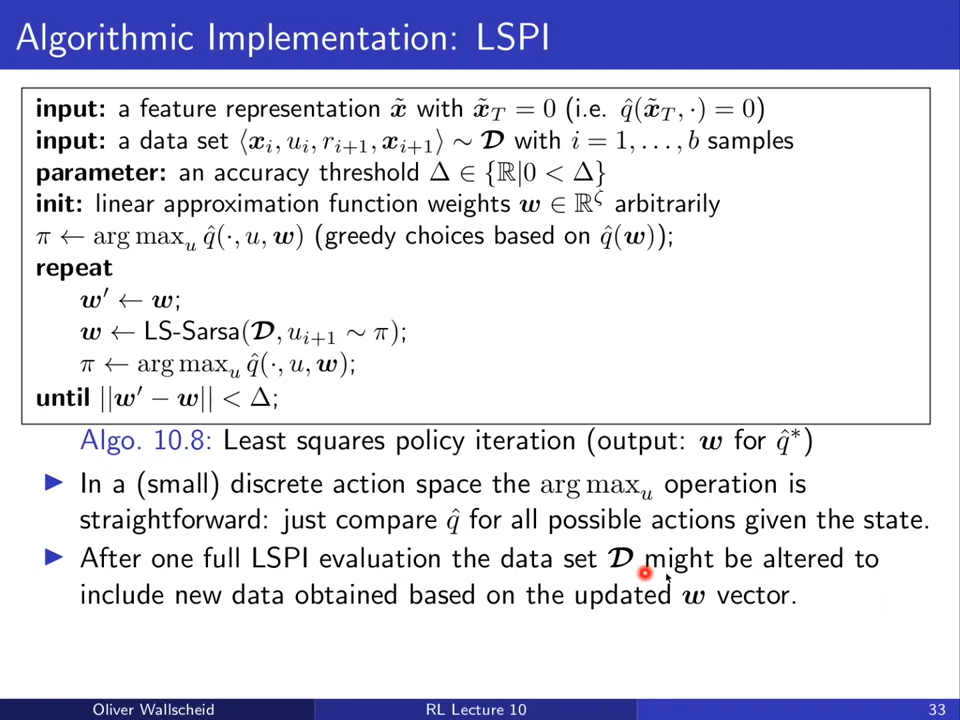 Algorithmic Implementation: LSPI
input: a feature representation x̃ with x̃_T = 0 (i.e. q̂(x̃_T, ·) = 0)
input: a data set ⟨x_i, u_i, r_{i+1}, x_{i+1}⟩ ∼ 𝓓 with i = 1, . . . , b samples
parameter: an accuracy threshold Δ ∈ {ℝ|0 < Δ}
init: linear approximation function weights w ∈ ℝ^ζ arbitrarily
π ← arg max_u q̂(·, u, w) (greedy choices based on q̂(w));
repeat
w′ ← w;
w ← LS-Sarsa(𝓓, u_{i+1} ∼ π);
π ← arg max_u q̂(·, u, w);
until ||w′ − w|| < Δ;
Algo. 10.8: Least squares policy iteration (output: w for q̂*)
▶ In a (small) discrete action space the arg max_u operation is
straightforward: just compare q̂ for all possible actions given the state.
▶ After one full LSPI evaluation the data set 𝓓 might be altered to
include new data obtained based on the updated w vector.
Oliver Wallscheid RL Lecture 10 33